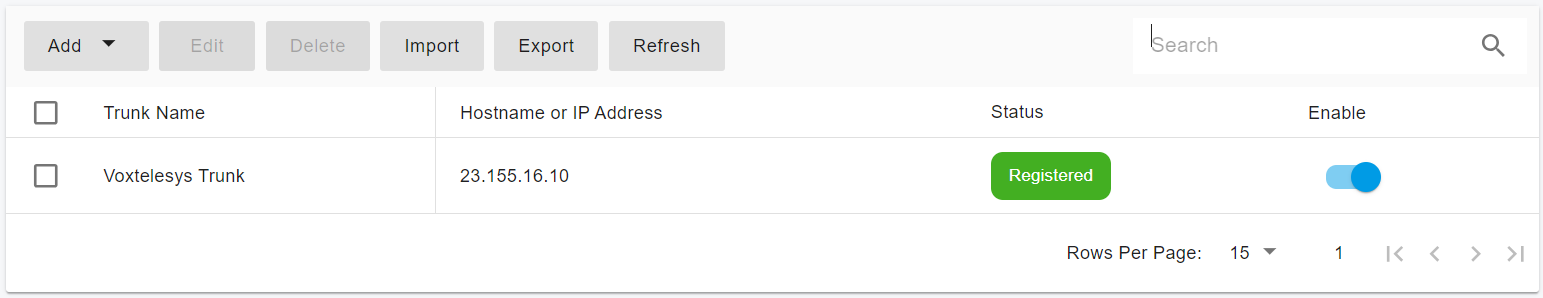 Add Edit Delete Import Export Refresh Search
Trunk Name Hostname or IP Address Status Enable
Voxtelesys Trunk 23.155.16.10 Registered
Rows Per Page: 15 1